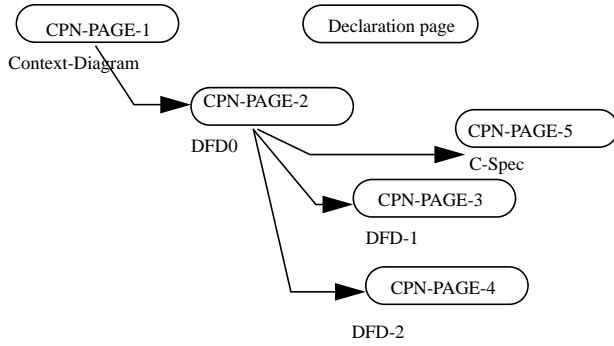 CPN-PAGE-1
Declaration page
Context-Diagram
CPN-PAGE-2
DFD0
CPN-PAGE-5
C-Spec
CPN-PAGE-3
DFD-1
CPN-PAGE-4
DFD-2